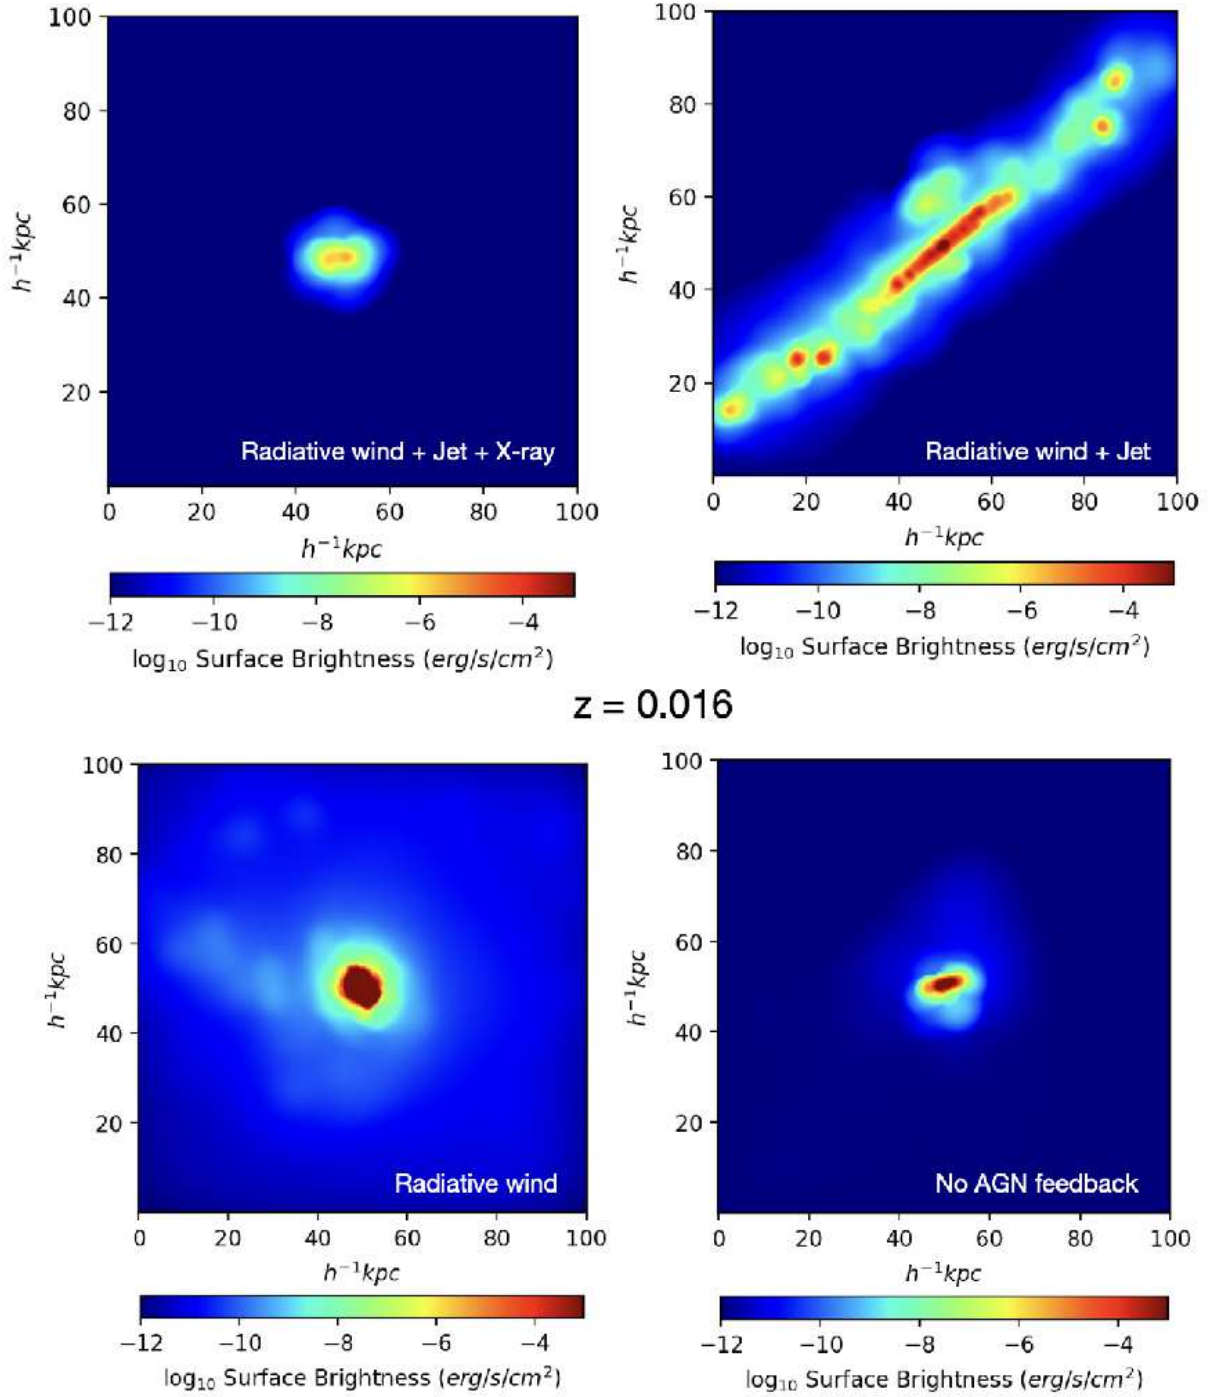 100
80
60
40
20
h⁻¹kpc
Radiative wind + Jet + X-ray
0 20 40 60 80 100
h⁻¹kpc
−12 −10 −8 −6 −4
log₁₀ Surface Brightness (erg/s/cm²)
100
80
60
40
20
h⁻¹kpc
Radiative wind + Jet
0 20 40 60 80 100
h⁻¹kpc
−12 −10 −8 −6 −4
log₁₀ Surface Brightness (erg/s/cm²)
z = 0.016
100
80
60
40
20
h⁻¹kpc
Radiative wind
0 20 40 60 80 100
h⁻¹kpc
−12 −10 −8 −6 −4
log₁₀ Surface Brightness (erg/s/cm²)
100
80
60
40
20
h⁻¹kpc
No AGN feedback
0 20 40 60 80 100
h⁻¹kpc
−12 −10 −8 −6 −4
log₁₀ Surface Brightness (erg/s/cm²)